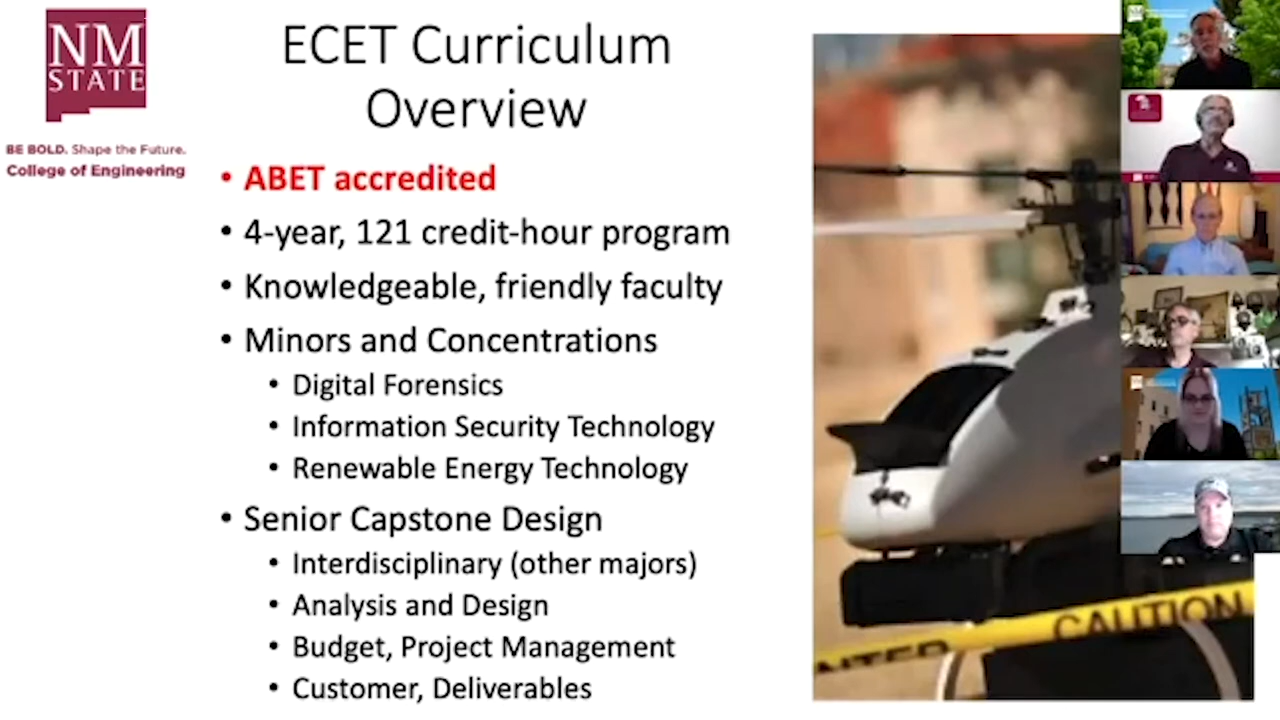 NM
STATE
BE BOLD. Shape the Future.
College of Engineering
ECET Curriculum
Overview
• ABET accredited
• 4-year, 121 credit-hour program
• Knowledgeable, friendly faculty
• Minors and Concentrations
• Digital Forensics
• Information Security Technology
• Renewable Energy Technology
• Senior Capstone Design
• Interdisciplinary (other majors)
• Analysis and Design
• Budget, Project Management
• Customer, Deliverables
CAUTION
NM